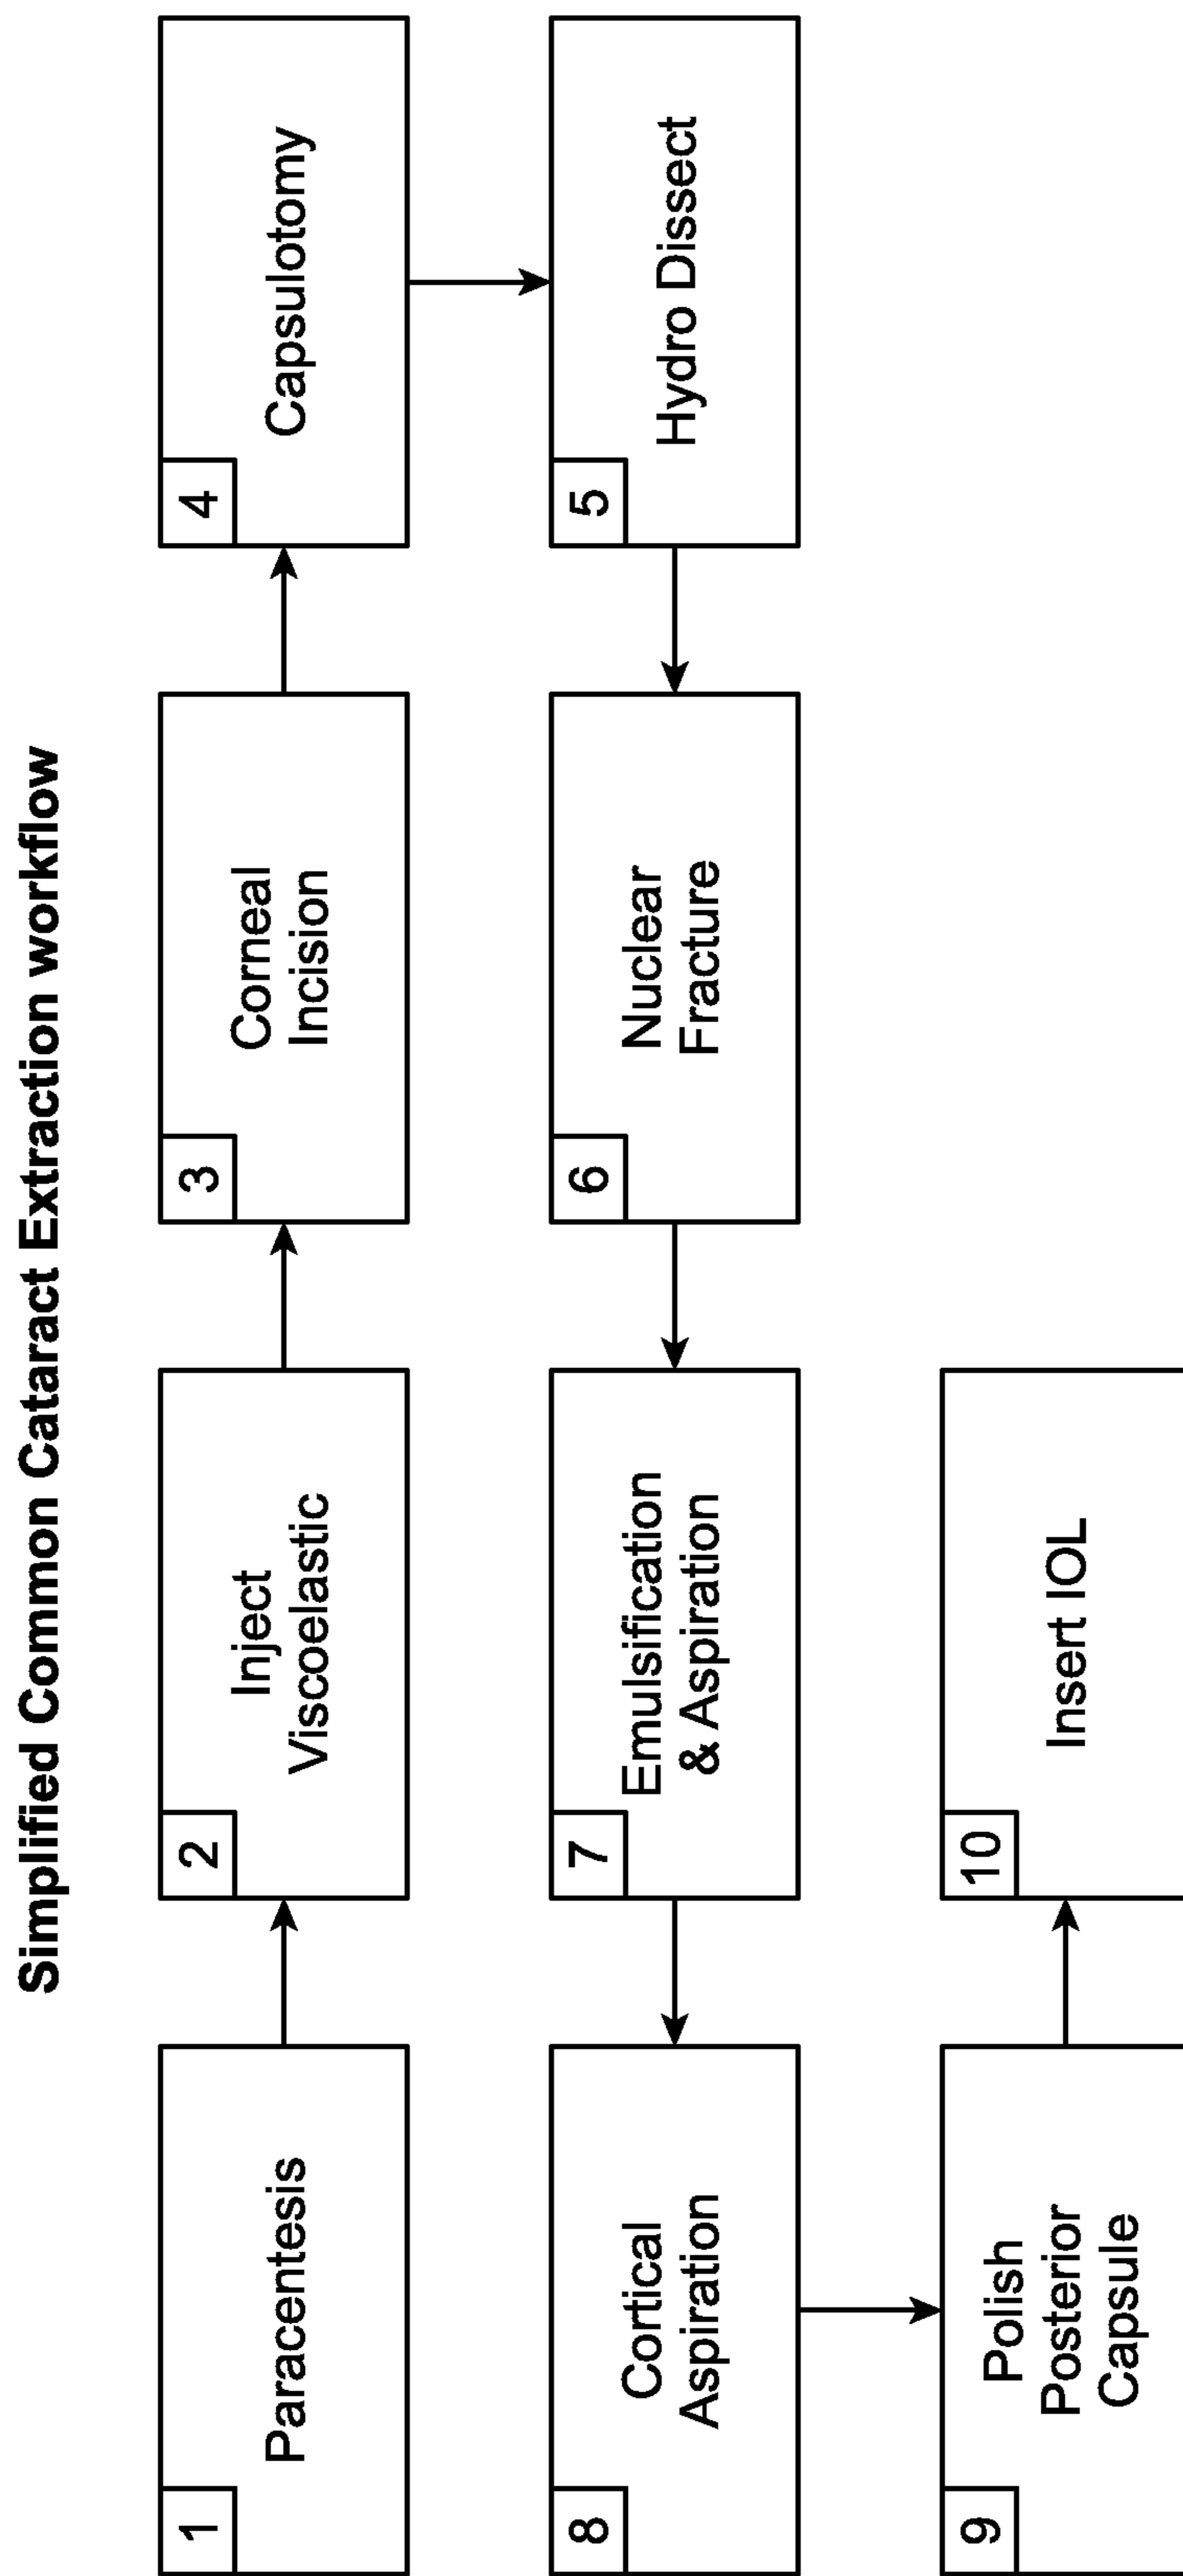 Simplified Common Cataract Extraction workflow
1
Paracentesis
2
Inject
Viscoelastic
3
Corneal
Incision
4
Capsulotomy
5
Hydro Dissect
6
Nuclear
Fracture
7
Emulsification
& Aspiration
8
Cortical
Aspiration
9
Polish
Posterior
Capsule
10
Insert IOL